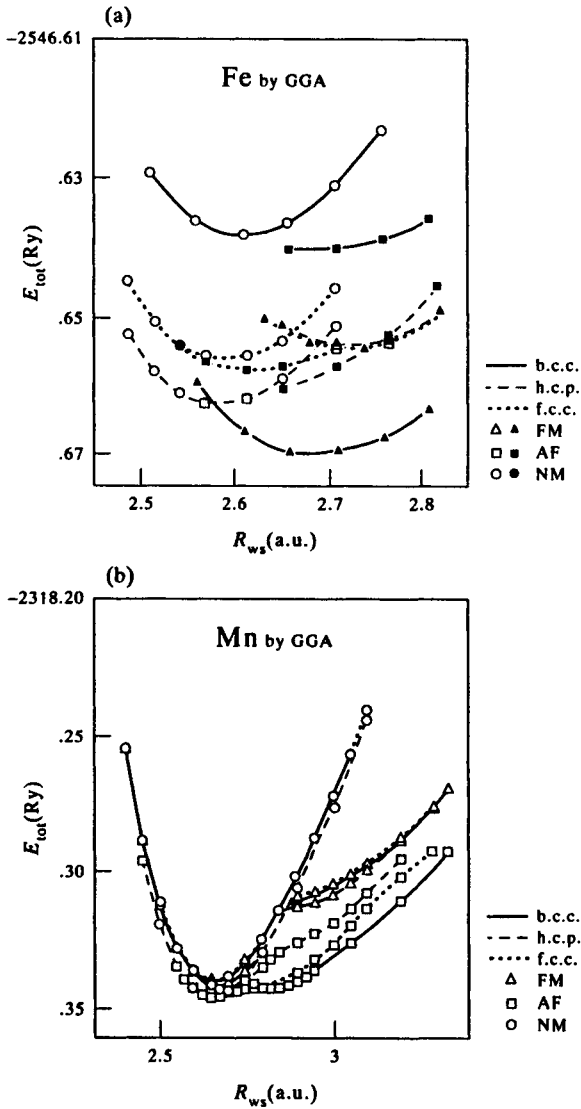 (a)
−2546.61
Fe by GGA
.63
.65
.67
E_tot(Ry)
2.5 2.6 2.7 2.8
R_ws(a.u.)
b.c.c.
h.c.p.
f.c.c.
FM
AF
NM
(b)
−2318.20
Mn by GGA
.25
.30
.35
E_tot(Ry)
2.5 3
R_ws(a.u.)
b.c.c.
h.c.p.
f.c.c.
FM
AF
NM